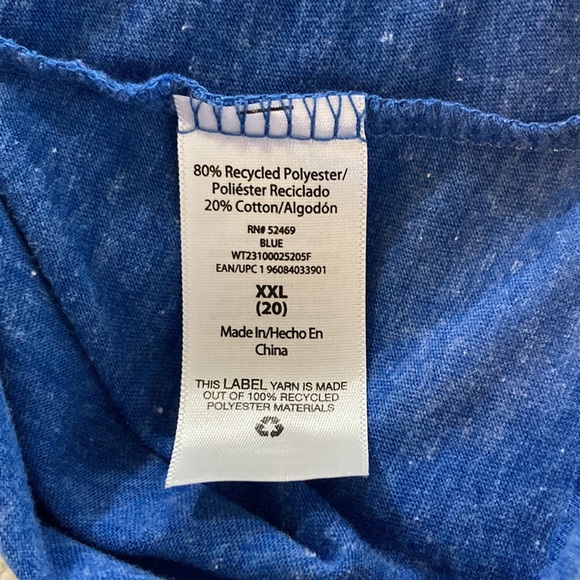 80% Recycled Polyester/
Poliéster Reciclado
20% Cotton/Algodón
RN# 52469
BLUE
WT23100025205F
EAN/UPC 1 96084033901
XXL
(20)
Made In/Hecho En
China
THIS LABEL YARN IS MADE
OUT OF 100% RECYCLED
POLYESTER MATERIALS